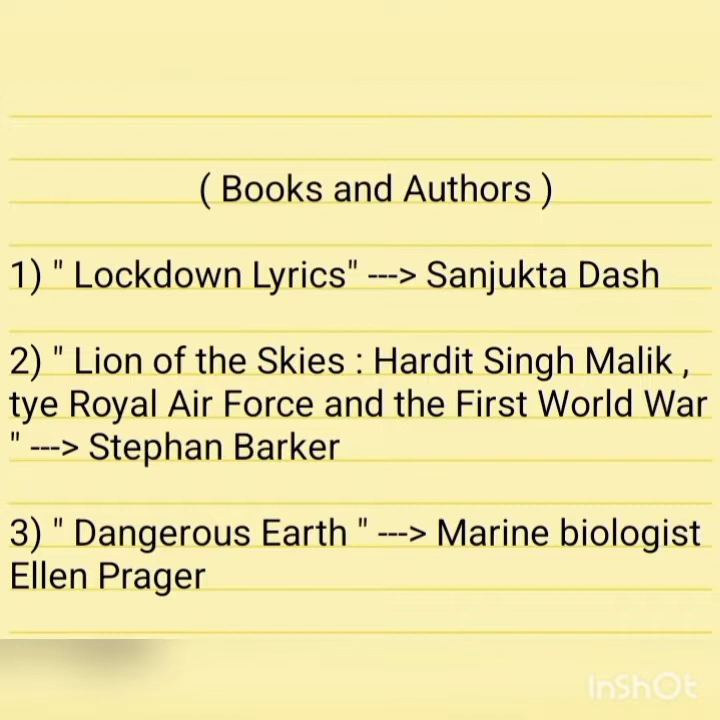 ( Books and Authors )
1) " Lockdown Lyrics" ---> Sanjukta Dash
2) " Lion of the Skies : Hardit Singh Malik ,
tye Royal Air Force and the First World War
" ---> Stephan Barker
3) " Dangerous Earth " ---> Marine biologist
Ellen Prager
InShOt